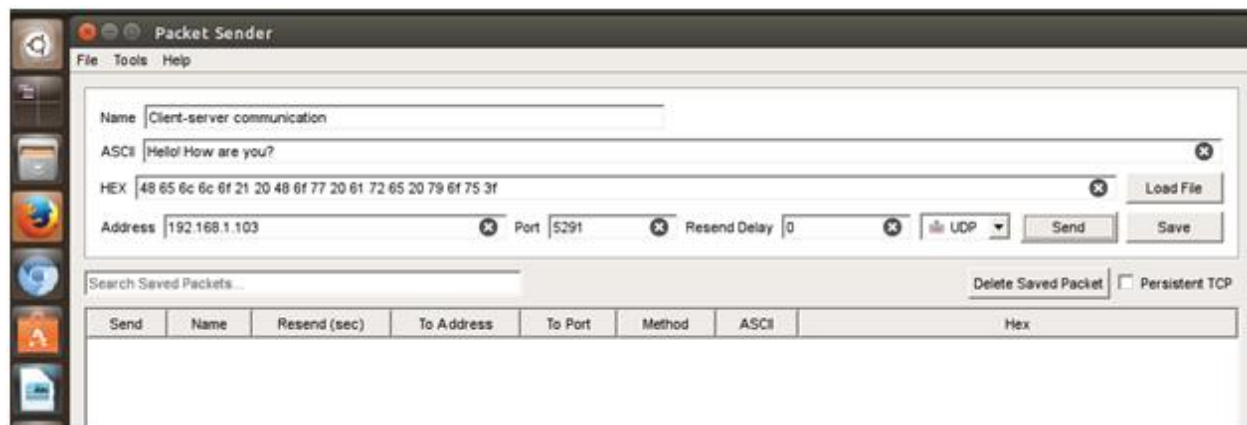 Packet Sender
File Tools Help
Name Client-server communication
ASCII Hello! How are you?
HEX 48 65 6c 6c 6f 21 20 48 6f 77 20 61 72 65 20 79 6f 75 3f
Load File
Address 192.168.1.103 Port 5291 Resend Delay 0 UDP Send Save
Search Saved Packets... Delete Saved Packet Persistent TCP
Send Name Resend (sec) To Address To Port Method ASCII Hex